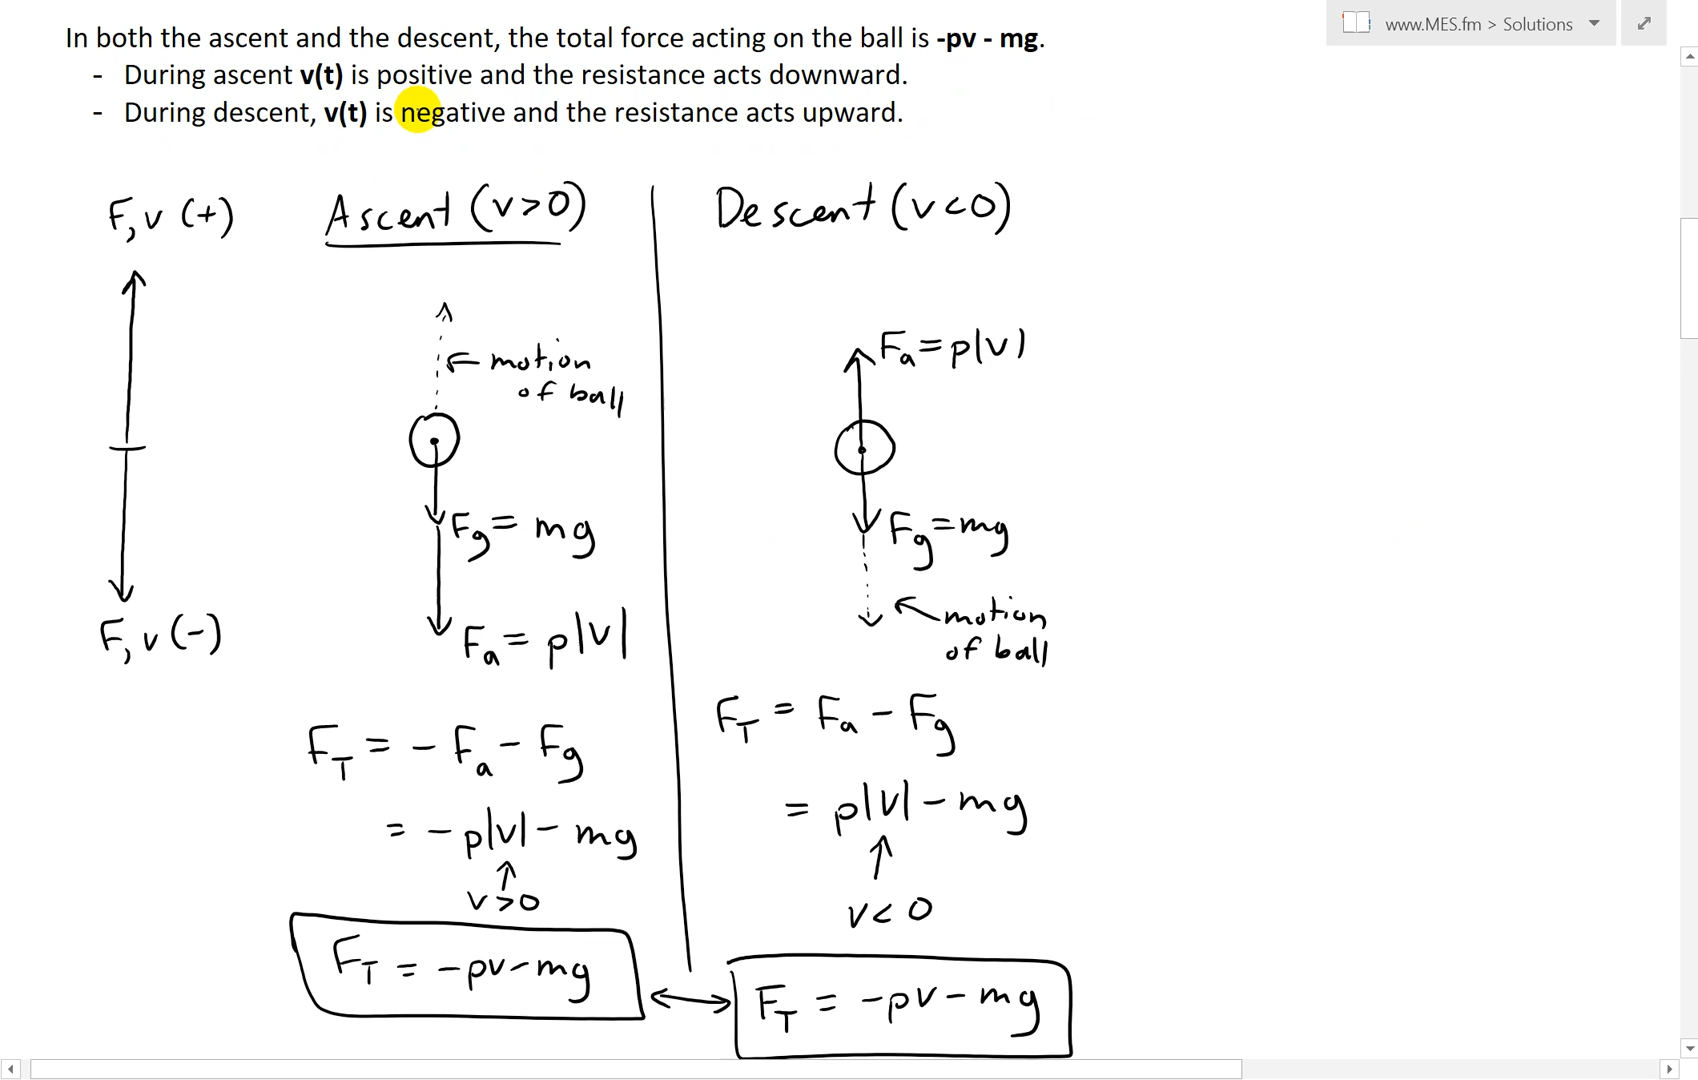 www.MES.fm > Solutions
In both the ascent and the descent, the total force acting on the ball is -pv - mg.
- During ascent v(t) is positive and the resistance acts downward.
- During descent, v(t) is negative and the resistance acts upward.
F, v (+)
F, v (-)
Ascent (v>0)
motion
of ball
Fg = mg
Fa = p|v|
FT = - Fa - Fg
= - p|v| - mg
↑
v>0
FT = -pv-mg
Descent (v<0)
Fa = p|v|
Fg = mg
motion
of ball
FT = Fa - Fg
= p|v| - mg
↑
v< 0
FT = -pv - mg